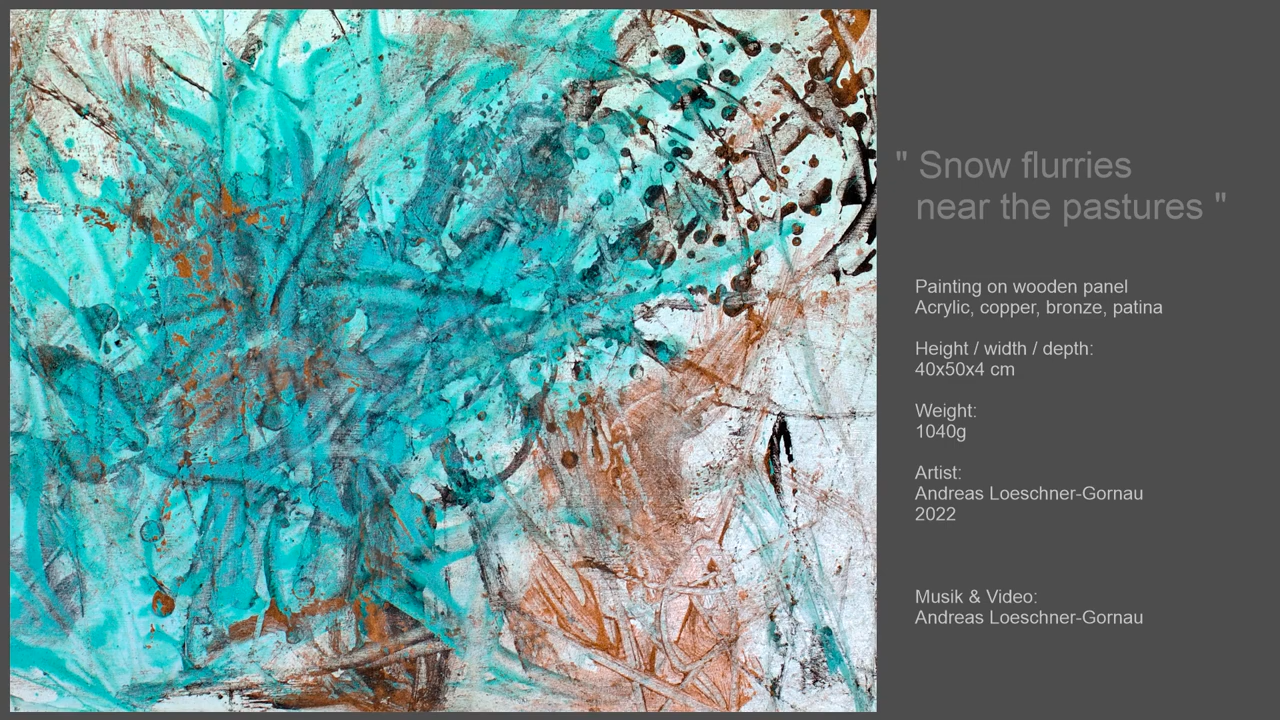 " Snow flurries
near the pastures "
Painting on wooden panel
Acrylic, copper, bronze, patina
Height / width / depth:
40x50x4 cm
Weight:
1040g
Artist:
Andreas Loeschner-Gornau
2022
Musik & Video:
Andreas Loeschner-Gornau